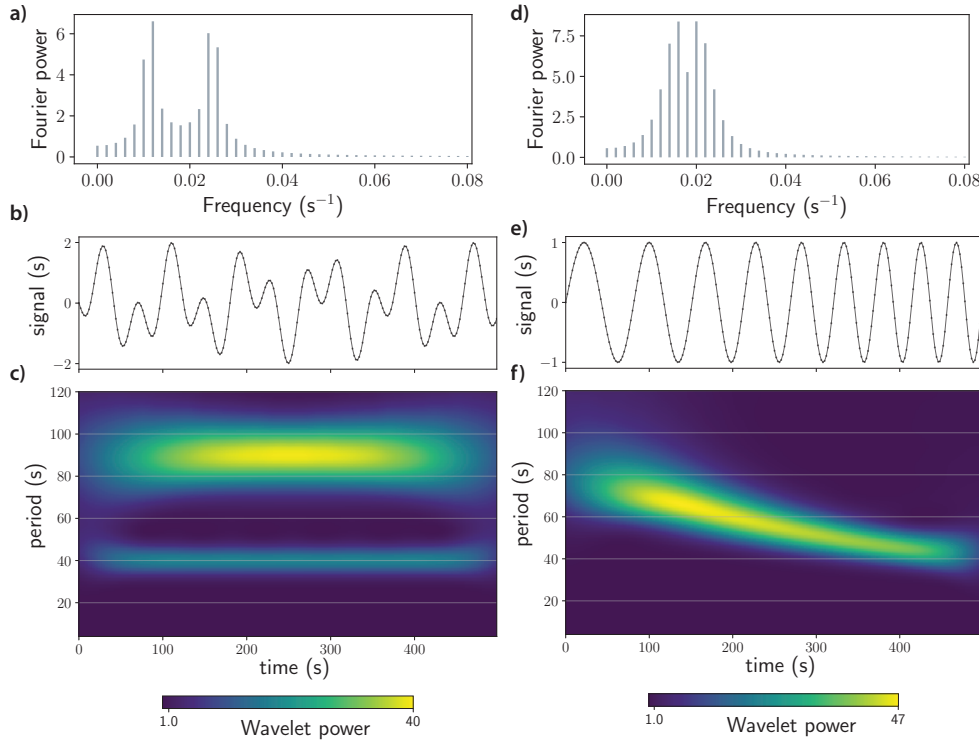 a)
Fourier power
6
4
2
0
0.00 0.02 0.04 0.06 0.08
Frequency (s⁻¹)
b)
signal (s)
2
0
−2
c)
period (s)
120
100
80
60
40
20
0 100 200 300 400
time (s)
1.0 40
Wavelet power
d)
Fourier power
7.5
5.0
2.5
0.0
0.00 0.02 0.04 0.06 0.08
Frequency (s⁻¹)
e)
signal (s)
1
0
−1
f)
period (s)
120
100
80
60
40
20
0 100 200 300 400
time (s)
1.0 47
Wavelet power